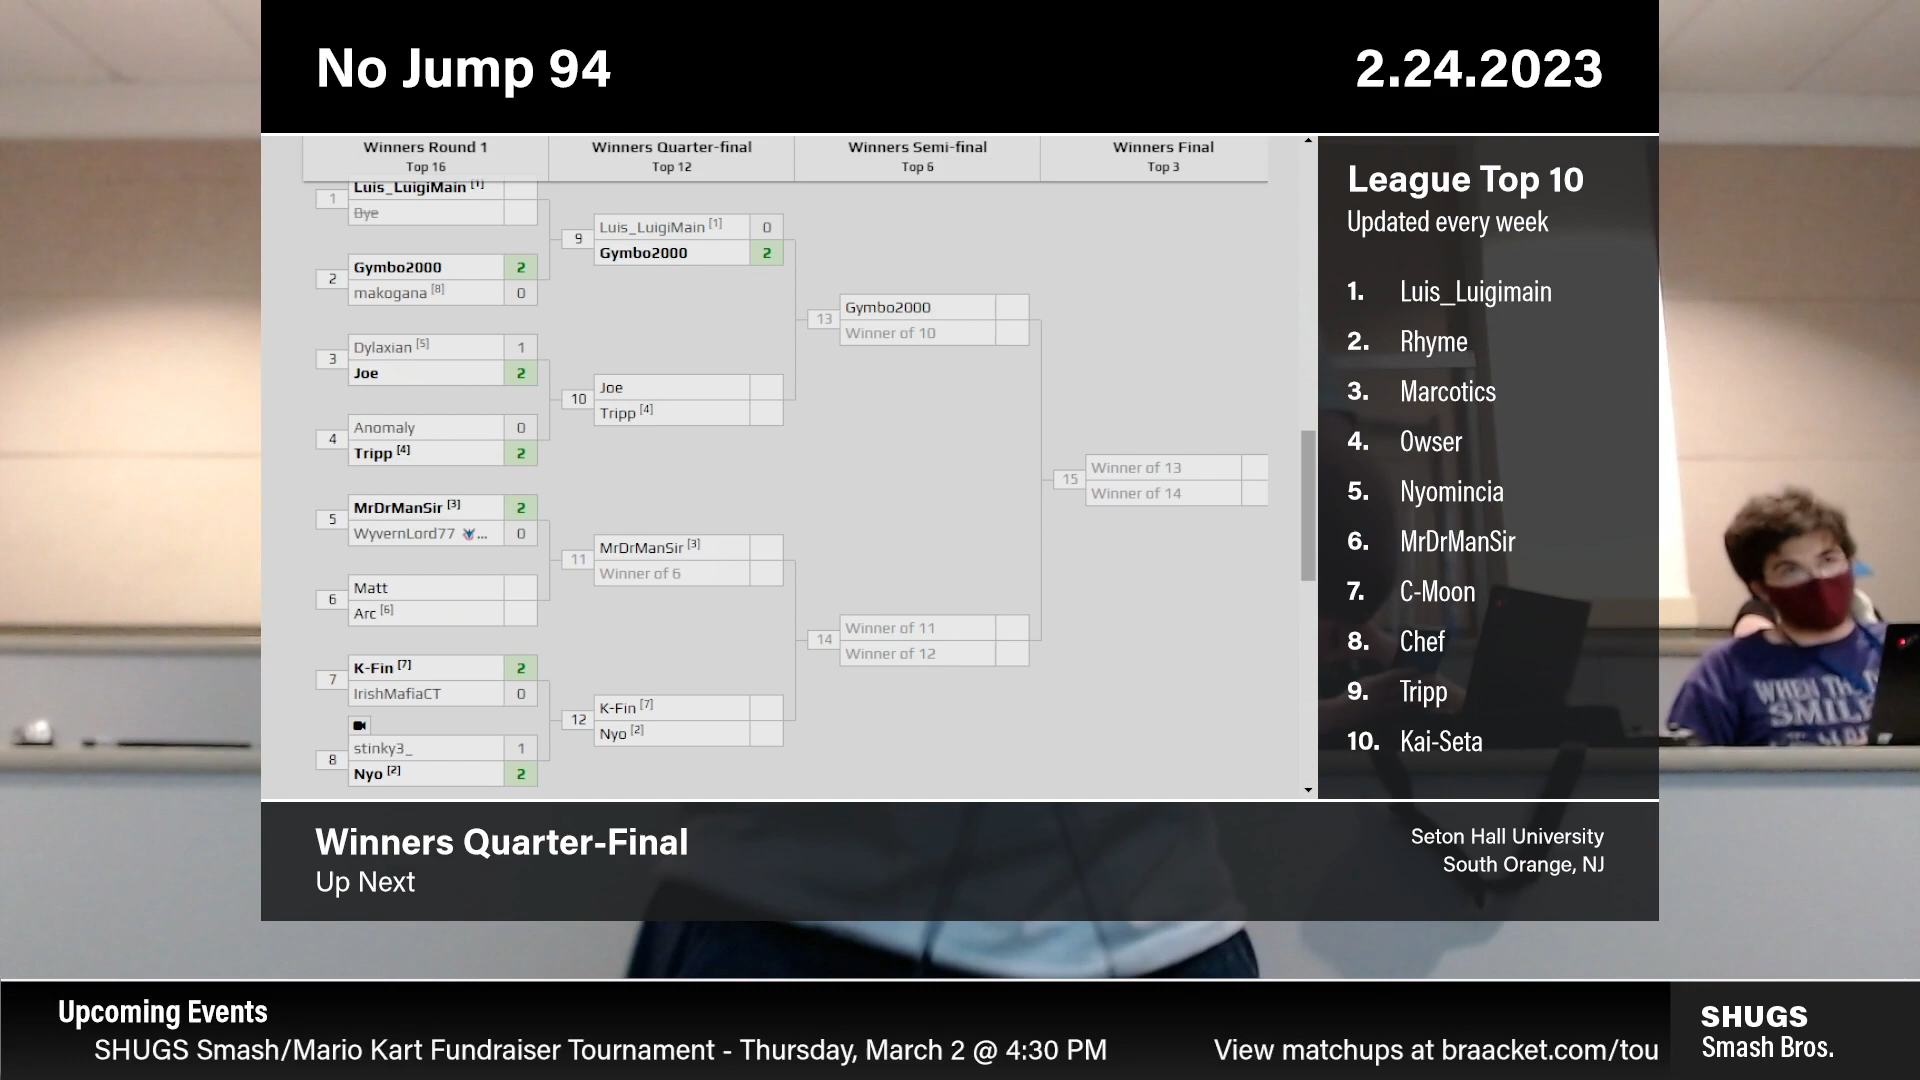 No Jump 94
2.24.2023
Winners Round 1
Top 16
Winners Quarter-final
Top 12
Winners Semi-final
Top 6
Winners Final
Top 3
1
Luis_LuigiMain [1]
Bye
2
Gymbo2000 2
makogana [8] 0
3
Dylaxian [5] 1
Joe 2
4
Anomaly 0
Tripp [4] 2
5
MrDrManSir [3] 2
WyvernLord77 ... 0
6
Matt
Arc [6]
7
K-Fin [7] 2
IrishMafiaCT 0
8
stinky3_ 1
Nyo [2] 2
9
Luis_LuigiMain [1] 0
Gymbo2000 2
10
Joe
Tripp [4]
11
MrDrManSir [3]
Winner of 6
12
K-Fin [7]
Nyo [2]
13
Gymbo2000
Winner of 10
14
Winner of 11
Winner of 12
15
Winner of 13
Winner of 14
League Top 10
Updated every week
1. Luis_Luigimain
2. Rhyme
3. Marcotics
4. Owser
5. Nyomincia
6. MrDrManSir
7. C-Moon
8. Chef
9. Tripp
10. Kai-Seta
WHEN TH
SMIL
Winners Quarter-Final
Up Next
Seton Hall University
South Orange, NJ
Upcoming Events
SHUGS Smash/Mario Kart Fundraiser Tournament - Thursday, March 2 @ 4:30 PM
View matchups at braacket.com/tou
SHUGS
Smash Bros.